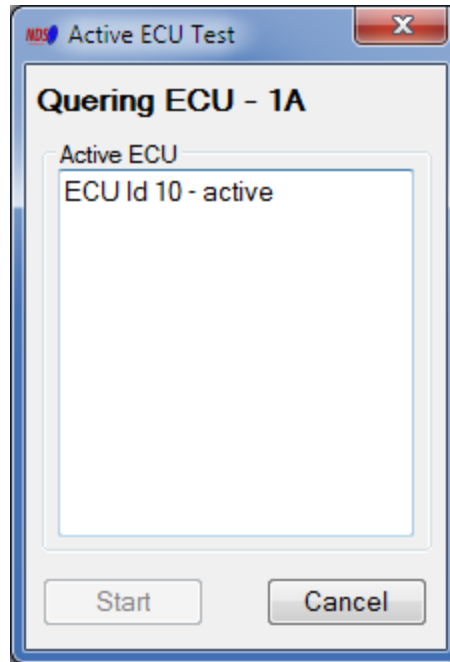 NDS Active ECU Test
X
Quering ECU - 1A
Active ECU
ECU Id 10 - active
Start
Cancel